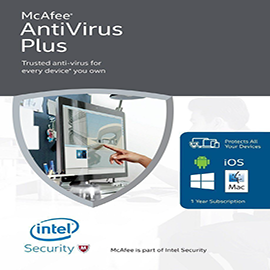 McAfee®
AntiVirus
Plus
Trusted anti-virus for
every device* you own
Protects All
Your Devices
iOS
Mac
1 Year Subscription
intel
Security
McAfee is part of Intel Security